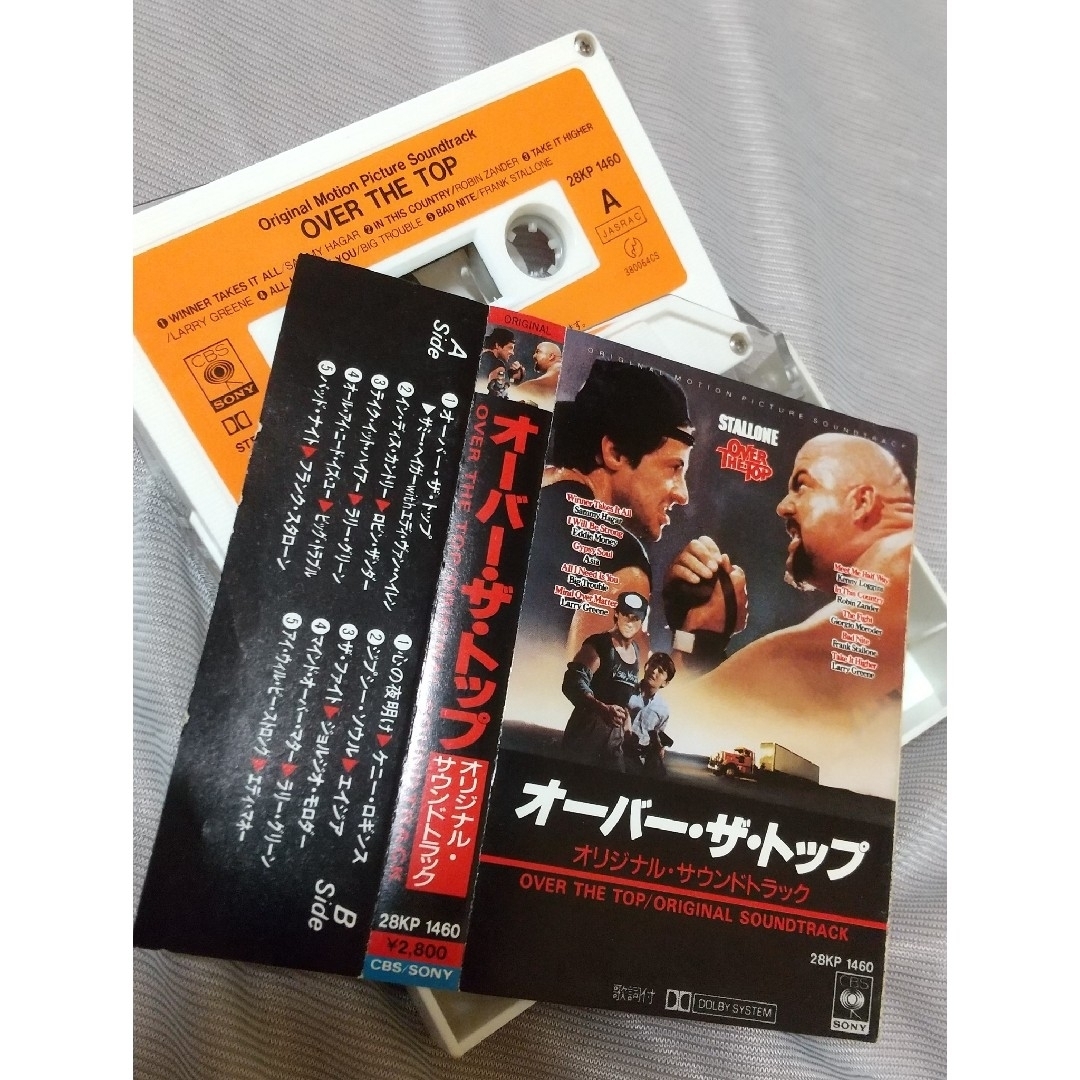 Original Motion Picture Soundtrack
OVER THE TOP
❶ WINNER TAKES IT ALL/SAMMY HAGAR ❷ IN THIS COUNTRY/ROBIN ZANDER ❸ TAKE IT HIGHER
/LARRY GREENE ❹ ALL YOU/BIG TROUBLE ❺ BAD NITE/FRANK STALLONE
28KP 1460
A
JASRAC
380064CS
CBS
SONY
す。
A Side
①オーバー・ザ・トップ
▶サミー・ヘイガーwithエディ・ヴァン・ヘイレン
②イン・ディス・カントリー▶ロビン・ザンダー
③テイク・イット・ハイアー▶ラリー・グリーン
④オール・アイ・ニード・イズ・ユー▶ビッグ・トラブル
⑤バッド・ナイト▶フランク・スタローン
B Side
①心の夜明け▶ケニー・ロギンス
②ジプシー・ソウル▶エイジア
③ザ・ファイト▶ジョルジオ・モロダー
④マインド・オーバー・マター▶ラリー・グリーン
⑤アイ・ウィル・ビー・ストロング▶エディ・マネー
ORIGINAL
オーバー・ザ・トップ
OVER THE TOP
オリジナル・
サウンドトラック
28KP 1460
¥2,800
CBS/SONY
ORIGINAL MOTION PICTURE SOUNDTRACK
STALLONE
OVER
THE TOP
Winner Takes It All
Sammy Hagar
I Will Be Strong
Eddie Money
Gypsy Soul
Asia
All I Need Is You
Big Trouble
Mind Over Matter
Larry Greene
Meet Me Half Way
Kenny Loggins
In This Country
Robin Zander
The Fight
Giorgio Moroder
Bad Nite
Frank Stallone
Take It Higher
Larry Greene
オーバー・ザ・トップ
オリジナル・サウンドトラック
OVER THE TOP/ORIGINAL SOUNDTRACK
28KP 1460
歌詞付
DOLBY SYSTEM
CBS
SONY